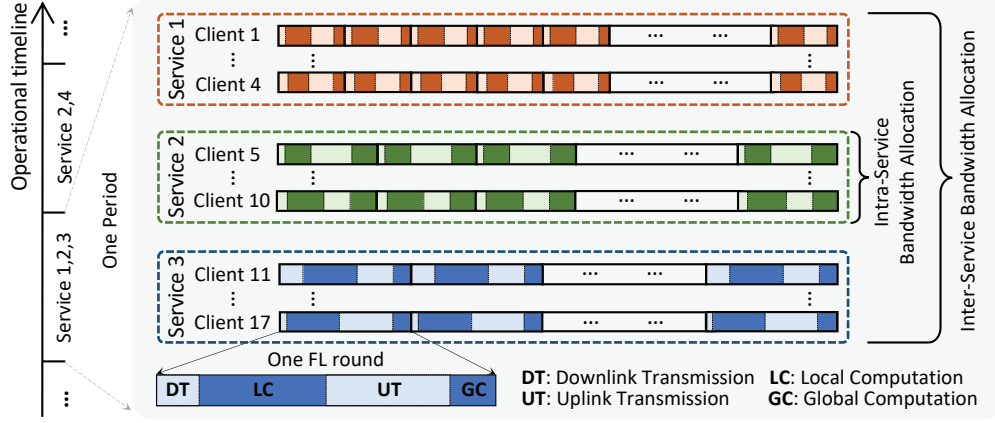 Operational timeline
...
Service 2,4
Service 1,2,3
...
One Period
Service 1
Client 1
... ...
...
...
Client 4
... ...
Service 2
Client 5
... ...
...
...
Client 10
... ...
Service 3
Client 11
... ...
...
...
Client 17
... ...
Intra-Service
Bandwidth Allocation
Inter-Service Bandwidth Allocation
One FL round
DT LC UT GC
DT: Downlink Transmission LC: Local Computation
UT: Uplink Transmission GC: Global Computation